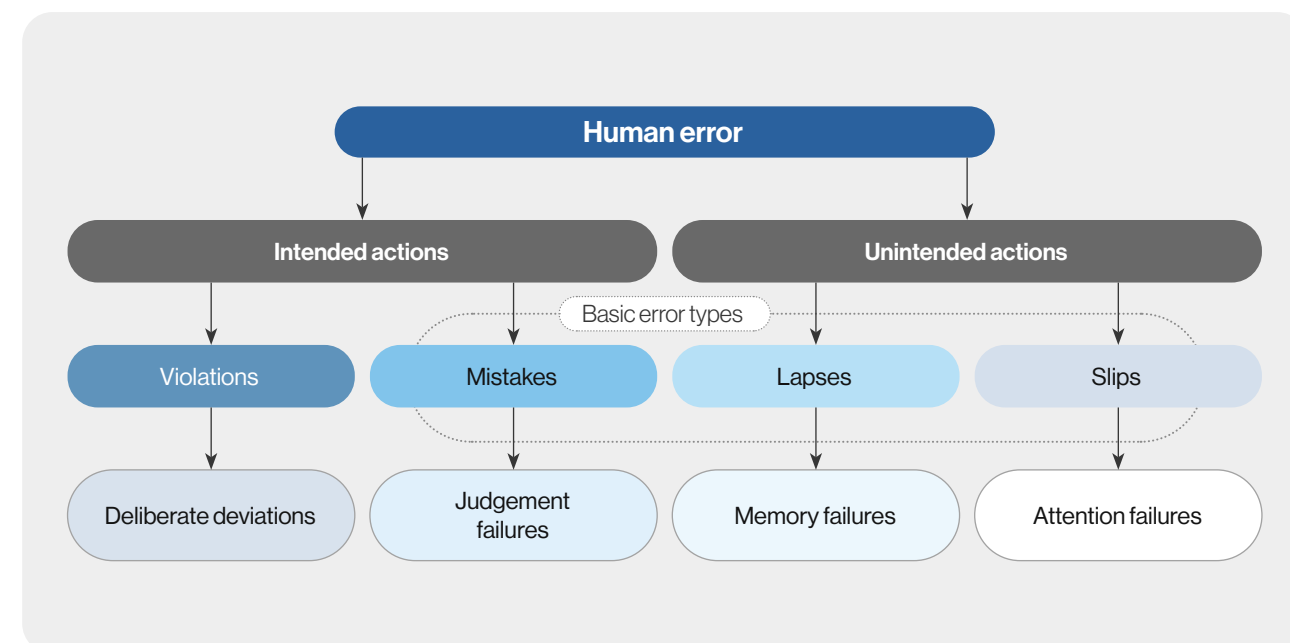 Human error
Intended actions
Unintended actions
Basic error types
Violations
Mistakes
Lapses
Slips
Deliberate deviations
Judgement
failures
Memory failures
Attention failures